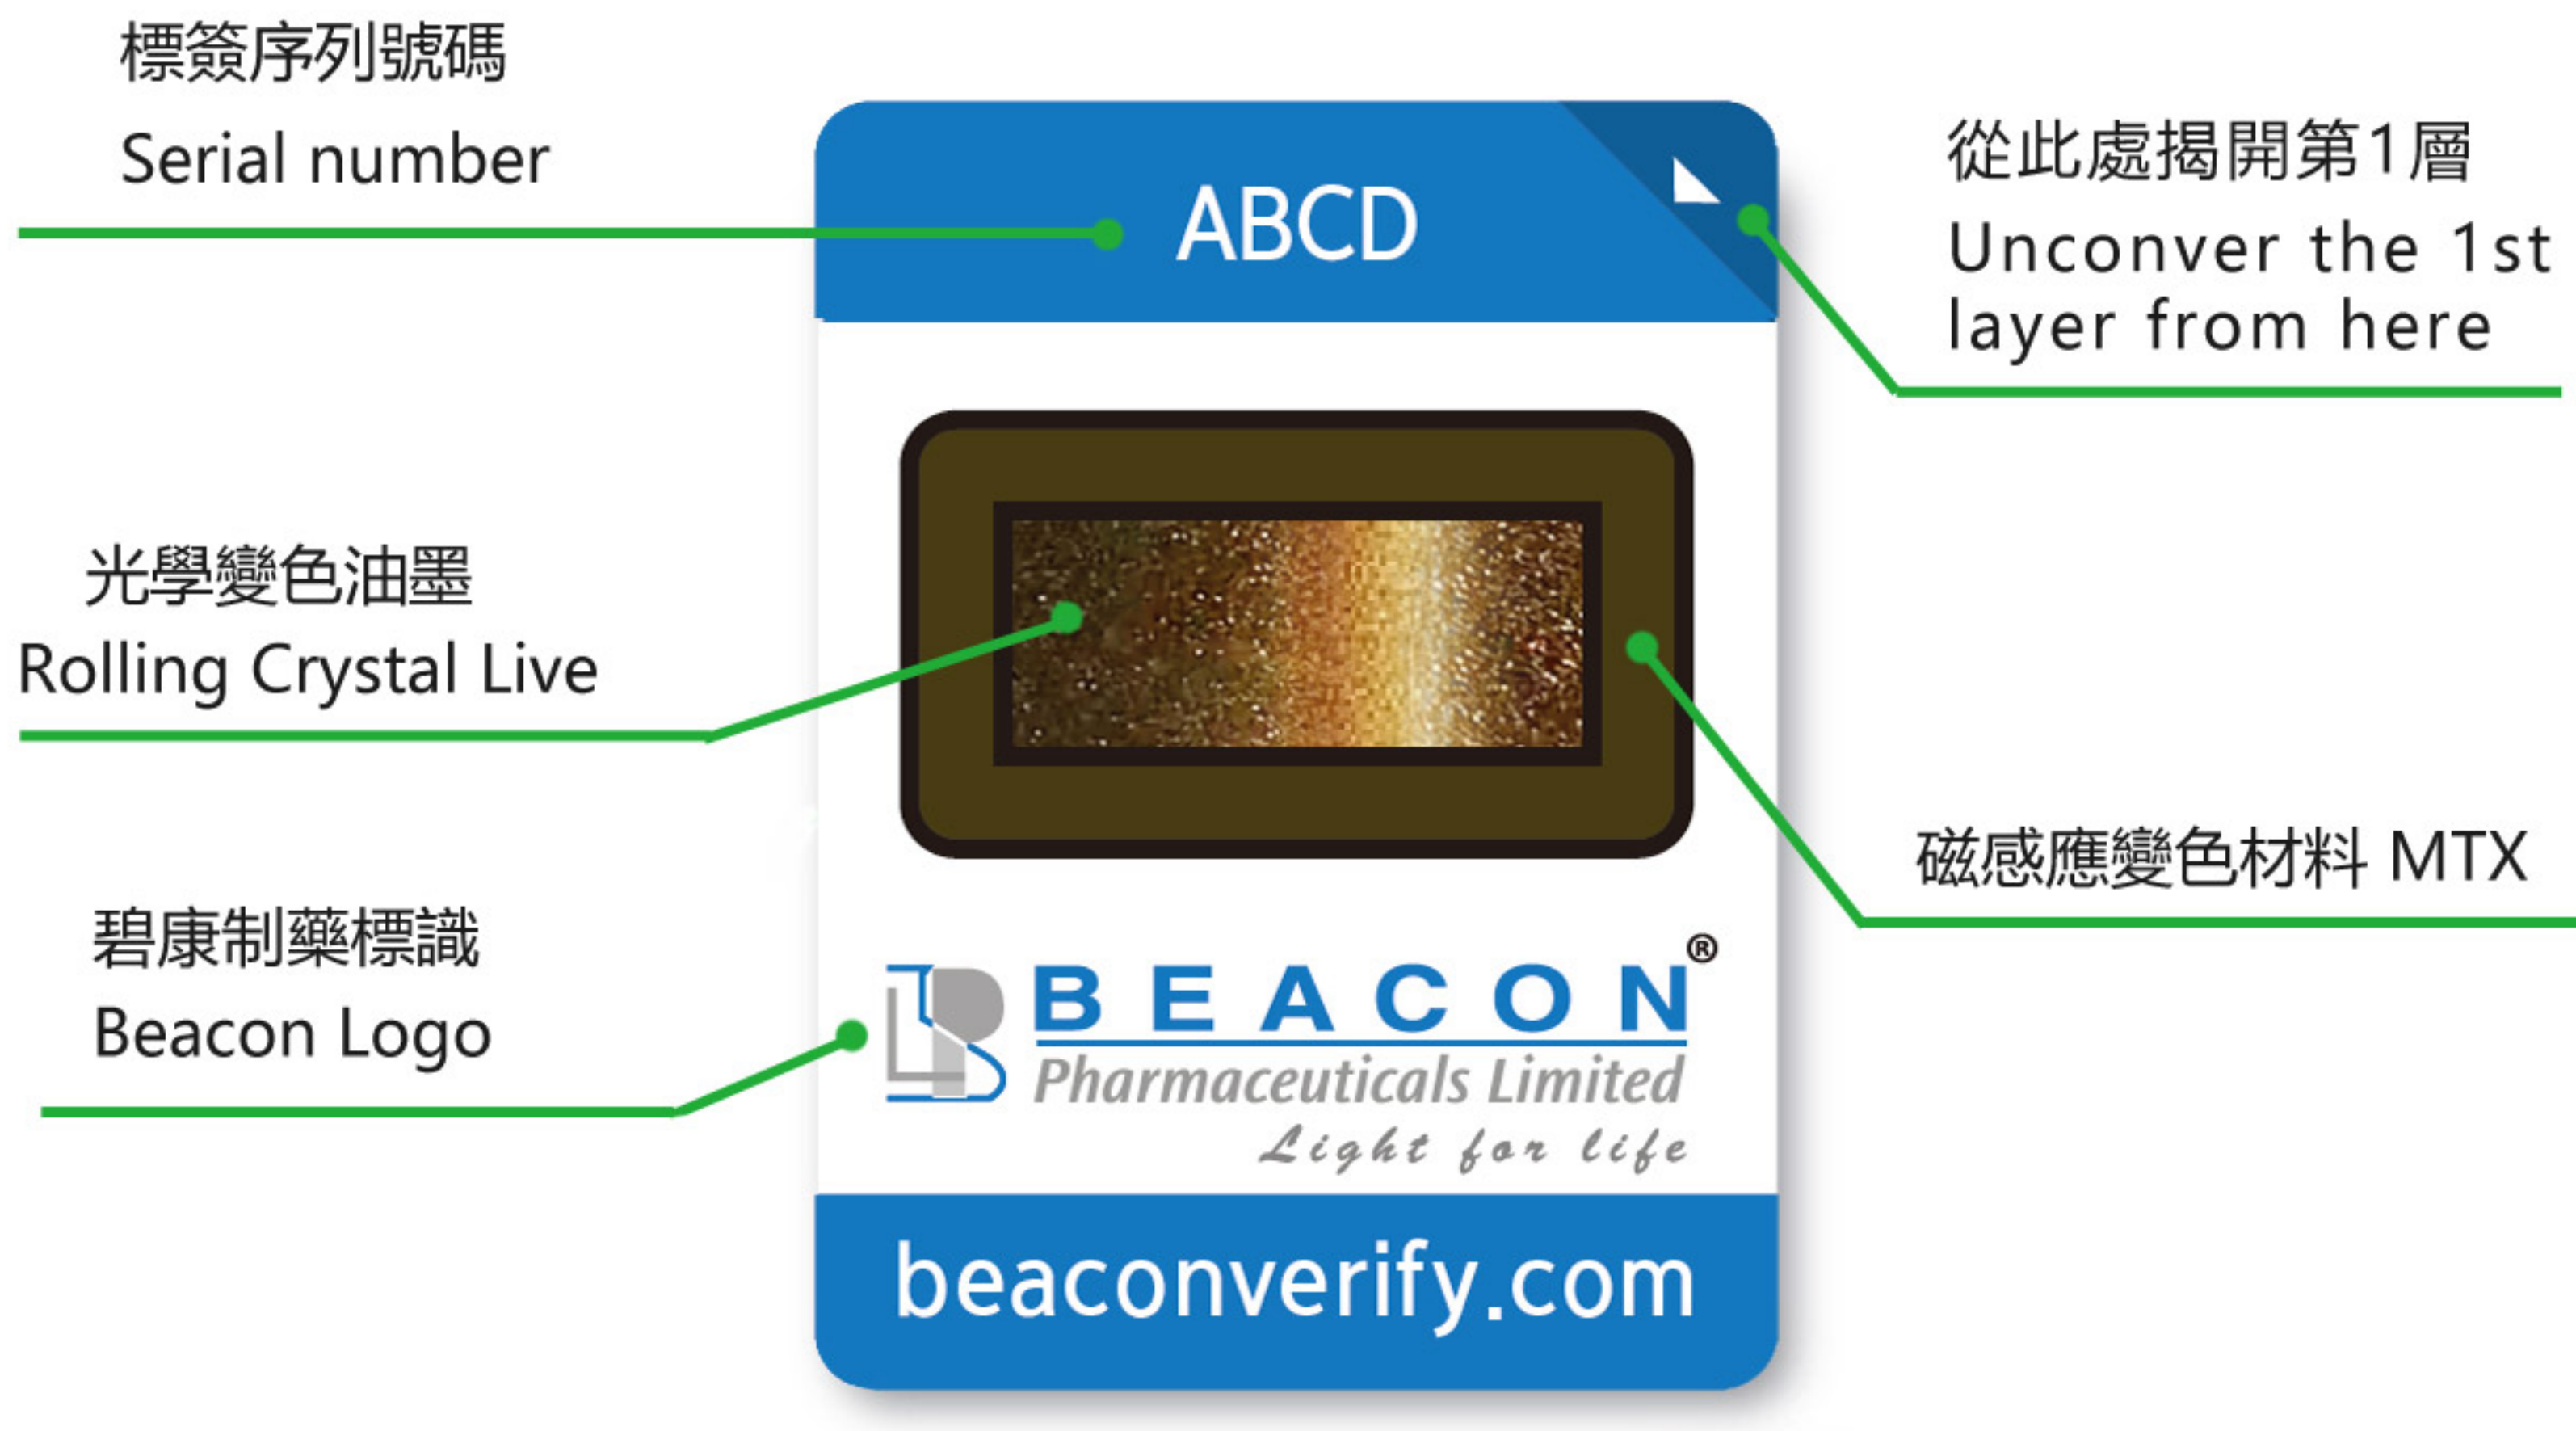 標簽序列號碼
Serial number
ABCD
從此處揭開第1層
Unconver the 1st
layer from here
光學變色油墨
Rolling Crystal Live
磁感應變色材料 MTX
碧康制藥標識
Beacon Logo
BEACON®
Pharmaceuticals Limited
Light for life
beaconverify.com